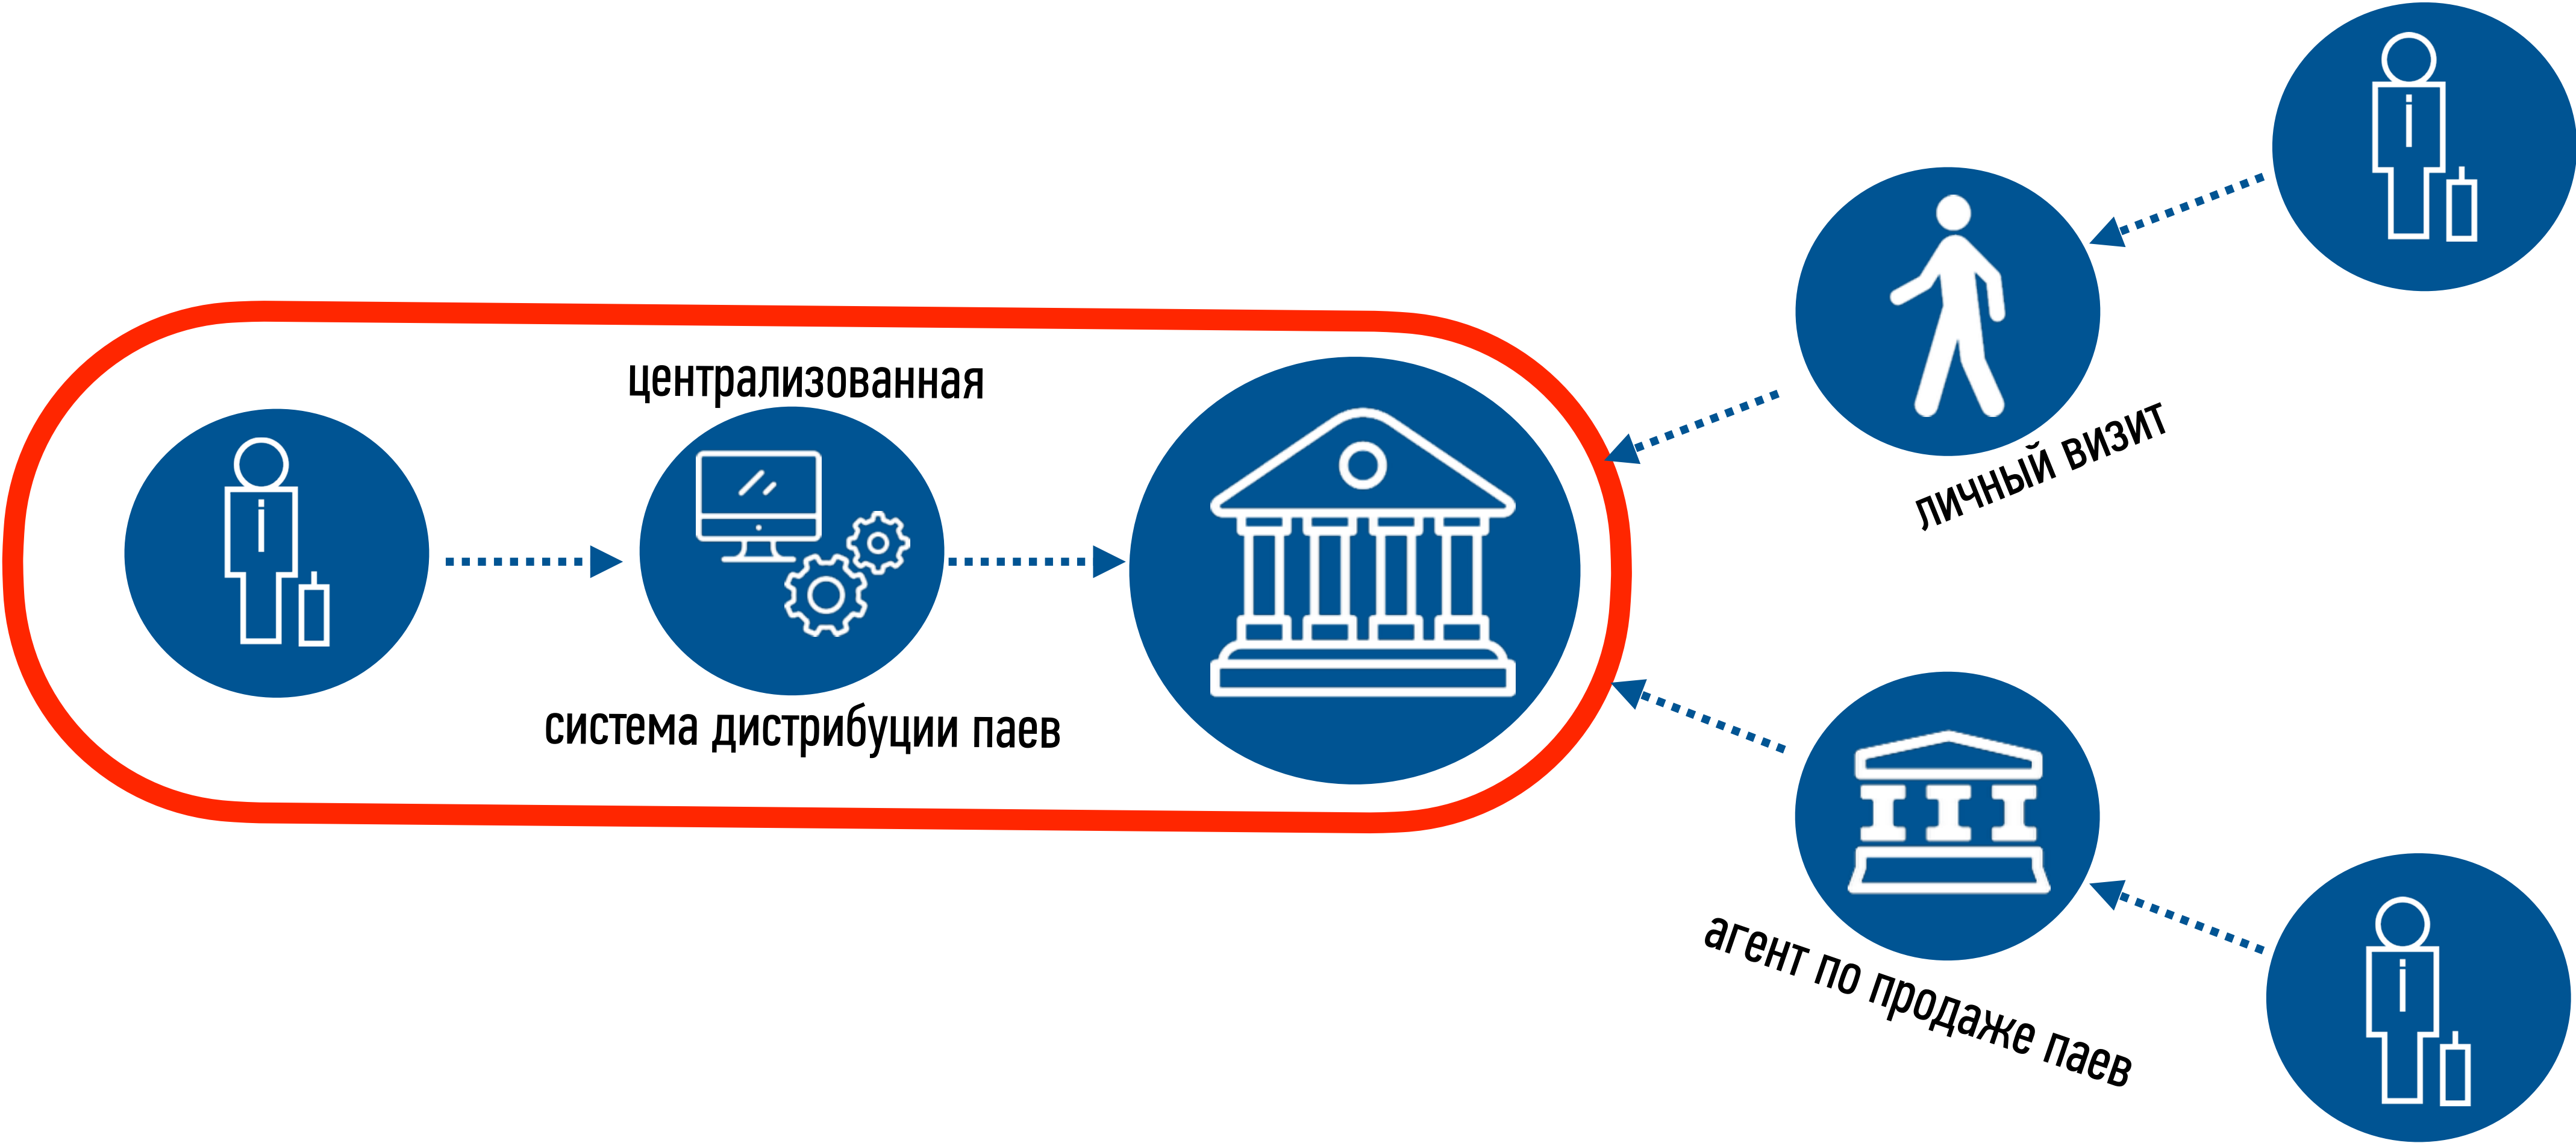 централизованная
система дистрибуции паев
личный визит
агент по продаже паев
i
i
i